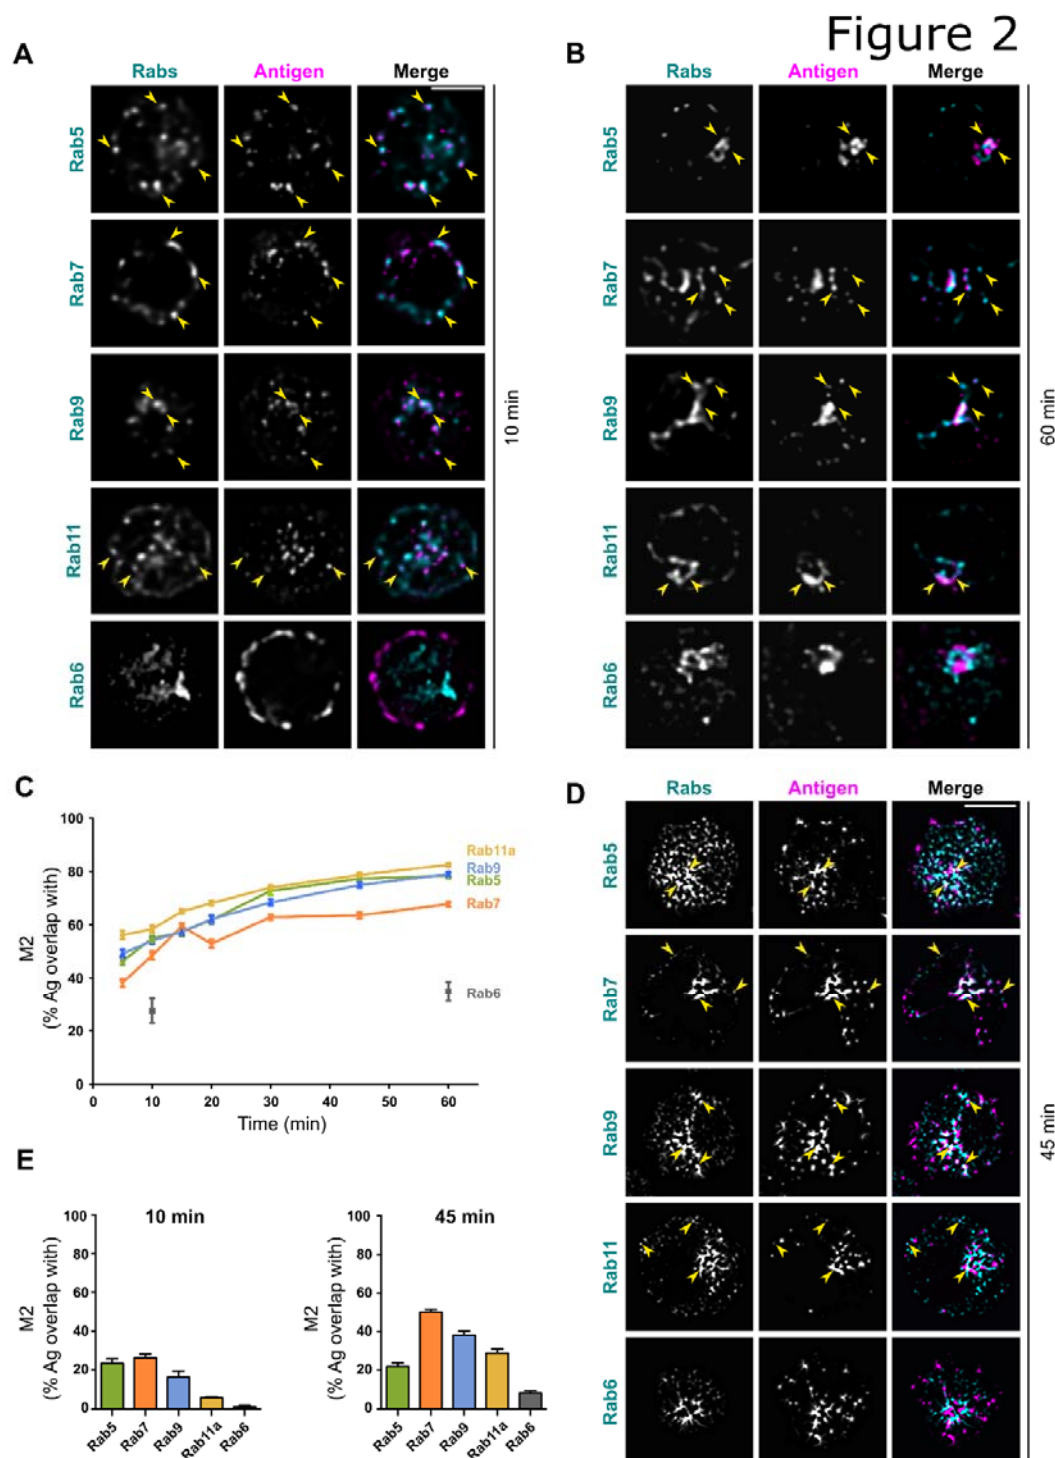 Figure 2
A
Rabs Antigen Merge
Rab5
Rab7
Rab9
Rab11
Rab6
10 min
B
Rabs Antigen Merge
Rab5
Rab7
Rab9
Rab11
Rab6
60 min
C
M2
(% Ag overlap with)
100
80
60
40
20
0
0 10 20 30 40 50 60
Time (min)
Rab11a
Rab9
Rab5
Rab7
Rab6
D
Rabs Antigen Merge
Rab5
Rab7
Rab9
Rab11
Rab6
45 min
E
10 min
M2
(% Ag overlap with)
100
80
60
40
20
0
Rab5 Rab7 Rab9 Rab11a Rab6
45 min
M2
(% Ag overlap with)
100
80
60
40
20
0
Rab5 Rab7 Rab9 Rab11a Rab6